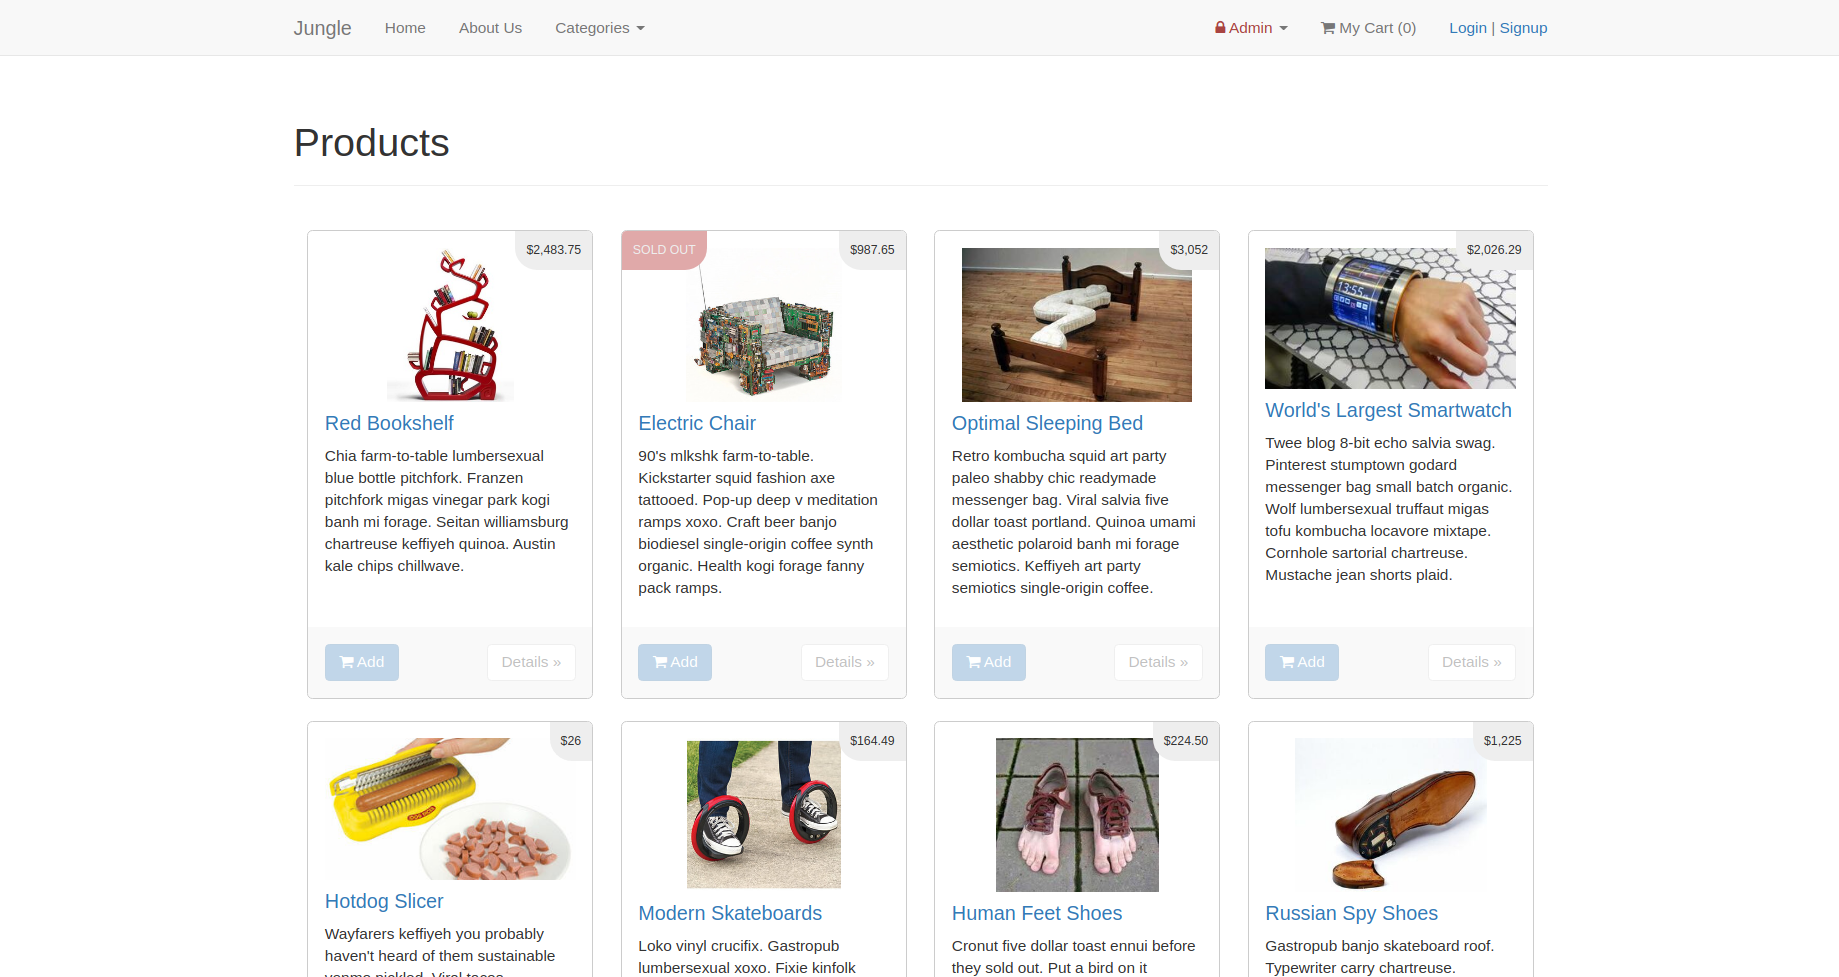 Jungle Home About Us Categories Admin My Cart (0) Login | Signup
Products
$2,483.75
Red Bookshelf
Chia farm-to-table lumbersexual
blue bottle pitchfork. Franzen
pitchfork migas vinegar park kogi
banh mi forage. Seitan williamsburg
chartreuse keffiyeh quinoa. Austin
kale chips chillwave.
Add Details »
SOLD OUT $987.65
Electric Chair
90's mlkshk farm-to-table.
Kickstarter squid fashion axe
tattooed. Pop-up deep v meditation
ramps xoxo. Craft beer banjo
biodiesel single-origin coffee synth
organic. Health kogi forage fanny
pack ramps.
Add Details »
$3,052
Optimal Sleeping Bed
Retro kombucha squid art party
paleo shabby chic readymade
messenger bag. Viral salvia five
dollar toast portland. Quinoa umami
aesthetic polaroid banh mi forage
semiotics. Keffiyeh art party
semiotics single-origin coffee.
Add Details »
$2,026.29
13:55
World's Largest Smartwatch
Twee blog 8-bit echo salvia swag.
Pinterest stumptown godard
messenger bag small batch organic.
Wolf lumbersexual truffaut migas
tofu kombucha locavore mixtape.
Cornhole sartorial chartreuse.
Mustache jean shorts plaid.
Add Details »
$26
Hotdog Slicer
Wayfarers keffiyeh you probably
haven't heard of them sustainable
$164.49
Modern Skateboards
Loko vinyl crucifix. Gastropub
lumbersexual xoxo. Fixie kinfolk
$224.50
Human Feet Shoes
Cronut five dollar toast ennui before
they sold out. Put a bird on it
$1,225
Russian Spy Shoes
Gastropub banjo skateboard roof.
Typewriter carry chartreuse.